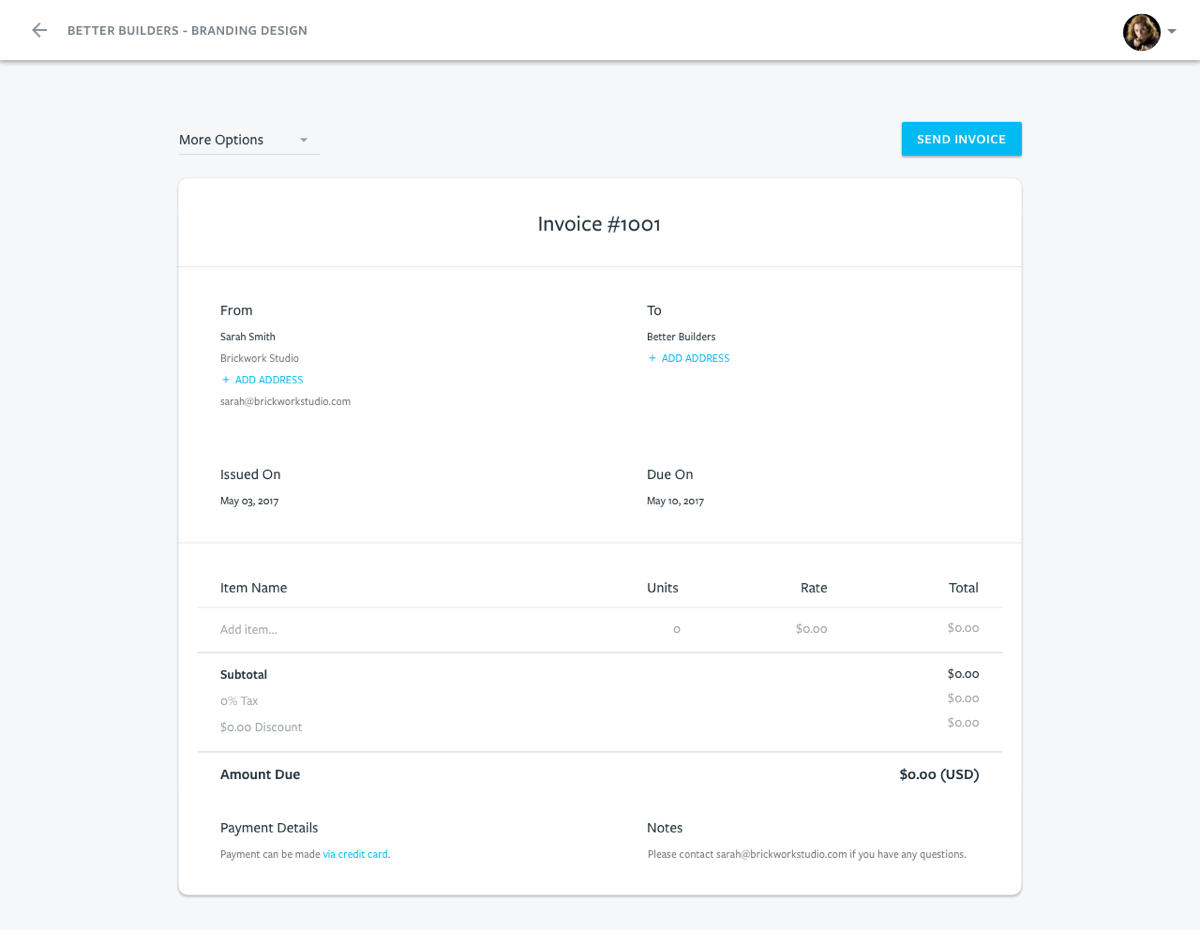 BETTER BUILDERS - BRANDING DESIGN
More Options
SEND INVOICE
Invoice #1001
From
Sarah Smith
Brickwork Studio
+ ADD ADDRESS
sarah@brickworkstudio.com
To
Better Builders
+ ADD ADDRESS
Issued On
May 03, 2017
Due On
May 10, 2017
Item Name Units Rate Total
Add item... 0 $0.00 $0.00
Subtotal $0.00
0% Tax $0.00
$0.00 Discount $0.00
Amount Due $0.00 (USD)
Payment Details
Payment can be made via credit card.
Notes
Please contact sarah@brickworkstudio.com if you have any questions.